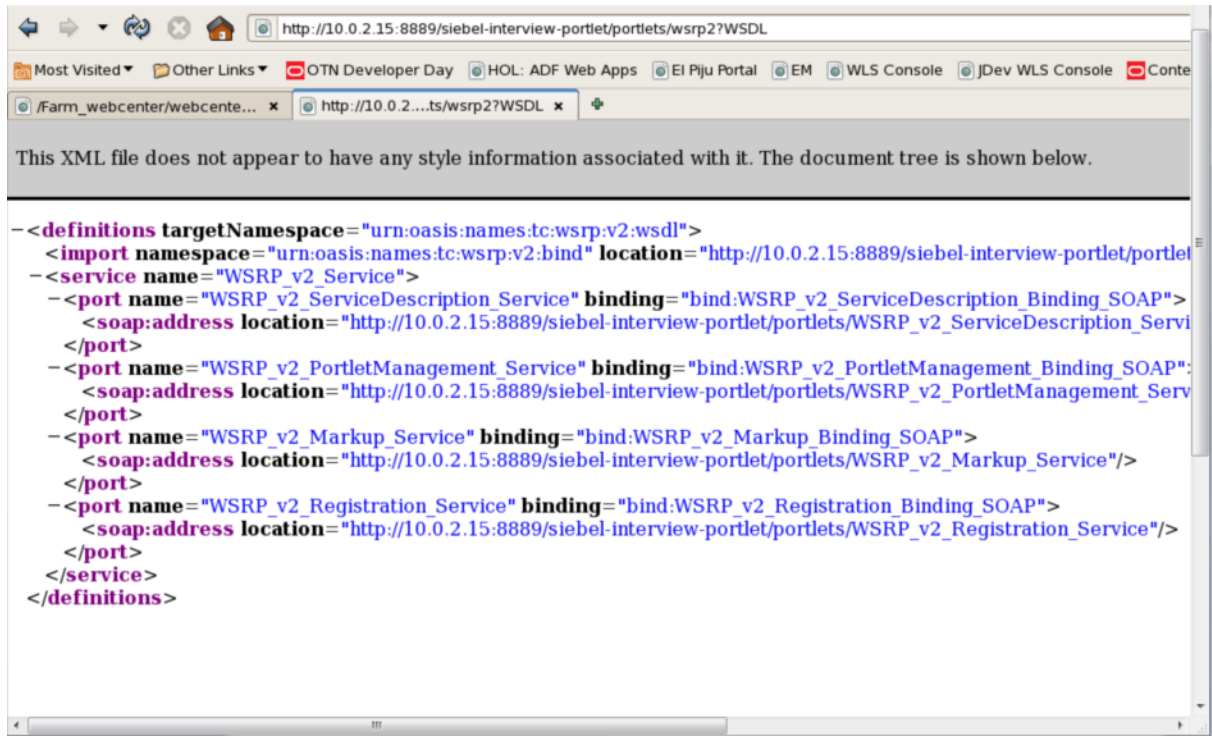 http://10.0.2.15:8889/siebel-interview-portlet/portlets/wsrp2?WSDL
Most Visited Other Links OTN Developer Day HOL: ADF Web Apps El Piju Portal EM WLS Console JDev WLS Console Conte
/Farm_webcenter/webcente... http://10.0.2....ts/wsrp2?WSDL
This XML file does not appear to have any style information associated with it. The document tree is shown below.
−<definitions targetNamespace="urn:oasis:names:tc:wsrp:v2:wsdl">
<import namespace="urn:oasis:names:tc:wsrp:v2:bind" location="http://10.0.2.15:8889/siebel-interview-portlet/portlet
−<service name="WSRP_v2_Service">
−<port name="WSRP_v2_ServiceDescription_Service" binding="bind:WSRP_v2_ServiceDescription_Binding_SOAP">
<soap:address location="http://10.0.2.15:8889/siebel-interview-portlet/portlets/WSRP_v2_ServiceDescription_Servi
</port>
−<port name="WSRP_v2_PortletManagement_Service" binding="bind:WSRP_v2_PortletManagement_Binding_SOAP"
<soap:address location="http://10.0.2.15:8889/siebel-interview-portlet/portlets/WSRP_v2_PortletManagement_Serv
</port>
−<port name="WSRP_v2_Markup_Service" binding="bind:WSRP_v2_Markup_Binding_SOAP">
<soap:address location="http://10.0.2.15:8889/siebel-interview-portlet/portlets/WSRP_v2_Markup_Service"/>
</port>
−<port name="WSRP_v2_Registration_Service" binding="bind:WSRP_v2_Registration_Binding_SOAP">
<soap:address location="http://10.0.2.15:8889/siebel-interview-portlet/portlets/WSRP_v2_Registration_Service"/>
</port>
</service>
</definitions>